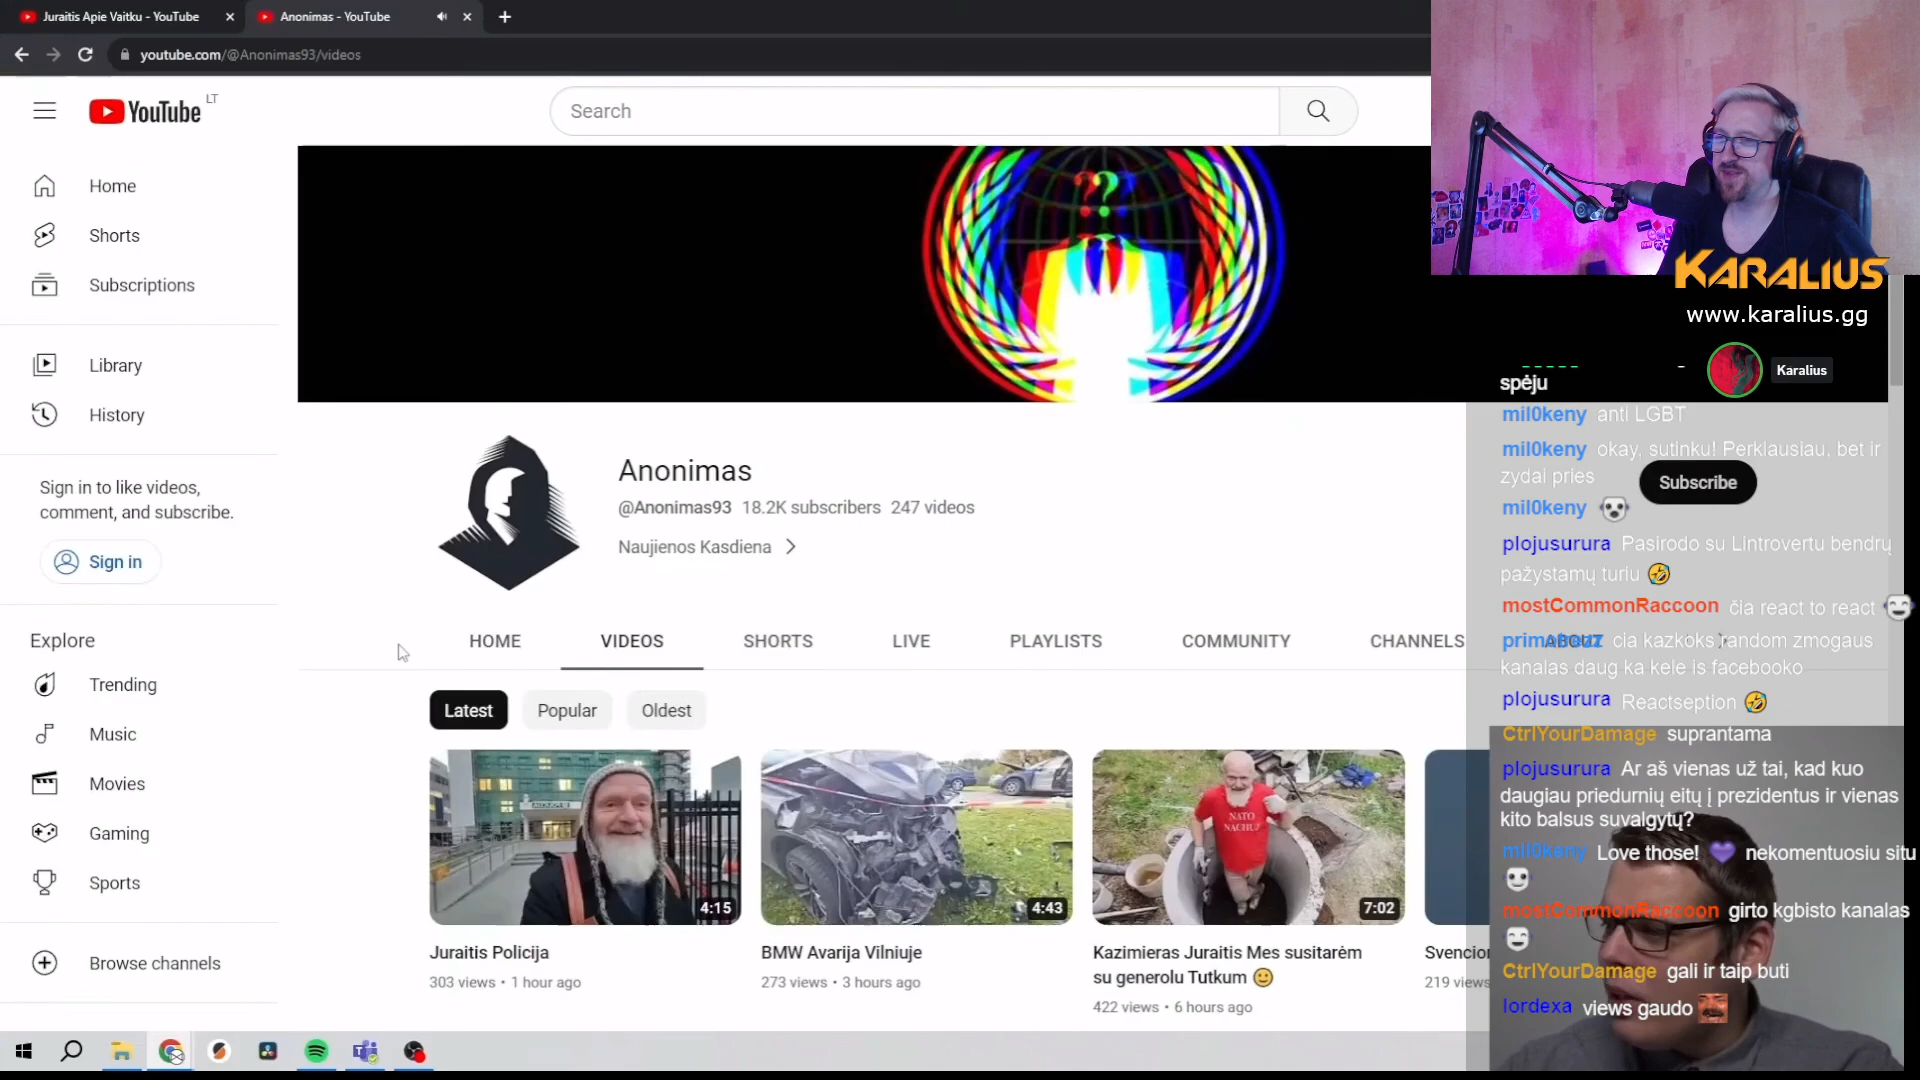 Juraitis Apie Vaitku - YouTube
Anonimas - YouTube
youtube.com/@Anonimas93/videos
YouTube LT
Search
Home
Shorts
Subscriptions
Library
History
Sign in to like videos,
comment, and subscribe.
Sign in
Explore
Trending
Music
Movies
Gaming
Sports
Browse channels
??
Anonimas
@Anonimas93 18.2K subscribers 247 videos
Naujienos Kasdiena
Subscribe
HOME VIDEOS SHORTS LIVE PLAYLISTS COMMUNITY CHANNELS ABOUT
Latest Popular Oldest
4:15
Juraitis Policija
303 views • 1 hour ago
4:43
BMW Avarija Vilniuje
273 views • 3 hours ago
NATO
NACHUI
7:02
Kazimieras Juraitis Mes susitarėm
su generolu Tutkum 🙂
422 views • 6 hours ago
Svencion
219 views
KARALIUS
www.karalius.gg
Karalius
spėju
mil0keny anti LGBT
mil0keny okay, sutinku! Perklausiau, bet ir
zydai pries
mil0keny
plojusurura Pasirodo su Lintrovertu bendrų
pažystamų turiu 🤣
mostCommonRaccoon čia react to react
cia kazkoks random zmogaus
kanalas daug ka kele is facebooko
plojusurura Reactseption 🤣
CtrlYourDamage suprantama
plojusurura Ar aš vienas už tai, kad kuo
daugiau priedurnių eitų į prezidentus ir vienas
kito balsus suvalgytų?
mil0keny Love those! 💜 nekomentuosiu situ
mostCommonRaccoon girto kgbisto kanalas
CtrlYourDamage gali ir taip buti
lordexa views gaudo